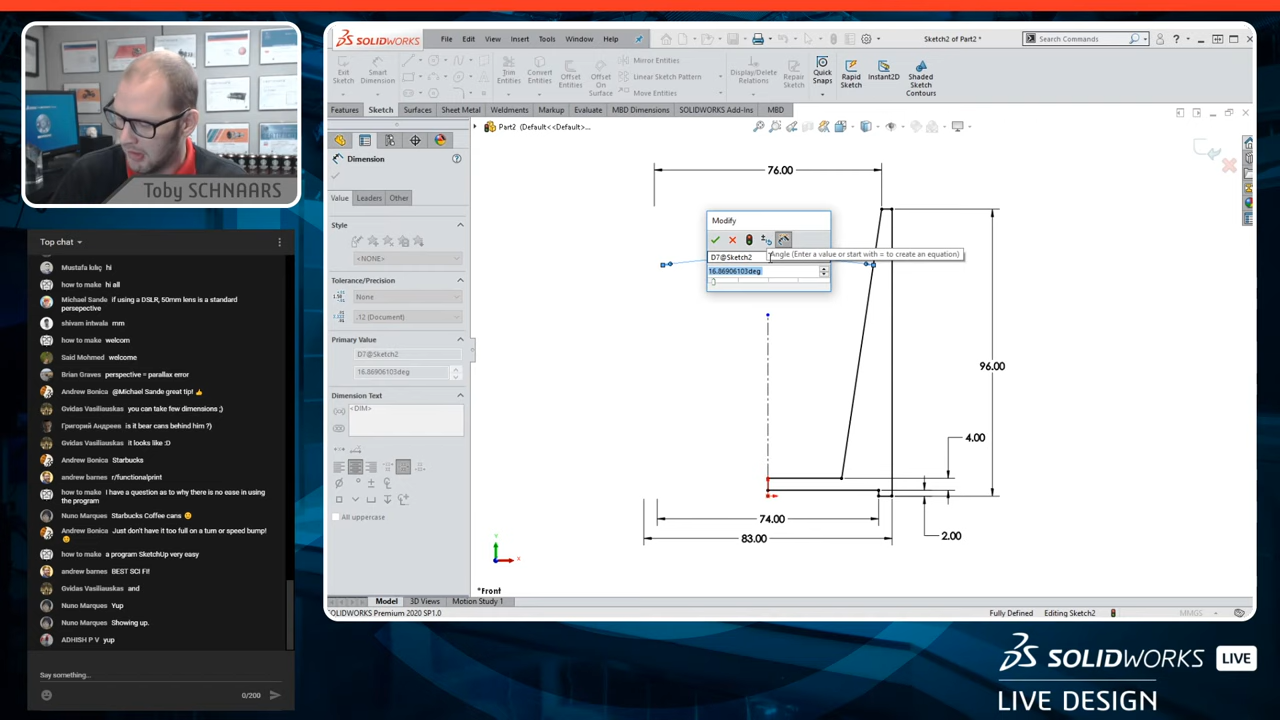 Toby SCHNAARS
Top chat
Mustafa kılıç hi
how to make hi all
Michael Sande if using a DSLR, 50mm lens is a standard
persepective
shivam intwala mm
how to make welcom
Said Mohmed welcome
Brian Graves perspective = parallax error
Andrew Bonica @Michael Sande great tip! 👍
Gvidas Vasiliauskas you can take few dimensions ;)
Григорий Андреев is it bear cans behind him ?)
Gvidas Vasiliauskas it looks like :D
Andrew Bonica Starbucks
andrew barnes r/functionalprint
how to make I have a question as to why there is no ease in using
the program
Nuno Marques Starbucks Coffee cans 🙂
Andrew Bonica Just don't have it too full on a turn or speed bump!
how to make a program SketchUp very easy
andrew barnes BEST SCI FI!
Gvidas Vasiliauskas and
Nuno Marques Yup
Nuno Marques Showing up.
ADHISH P V yup
Say something...
0/200
SOLIDWORKS
File Edit View Insert Tools Window Help
Sketch2 of Part2 *
Search Commands
Exit
Sketch
Smart
Dimension
Trim
Entities
Convert
Entities
Offset
Entities
Offset
On
Surface
Mirror Entities
Linear Sketch Pattern
Move Entities
Display/Delete
Relations
Repair
Sketch
Quick
Snaps
Rapid
Sketch
Instant2D
Shaded
Sketch
Contours
Features Sketch Surfaces Sheet Metal Weldments Markup Evaluate MBD Dimensions SOLIDWORKS Add-Ins MBD
Part2 (Default<<Default>...
Dimension
Value Leaders Other
Style
<NONE>
Tolerance/Precision
None
.12 (Document)
Primary Value
D7@Sketch2
16.86906103deg
Dimension Text
<DIM>
All uppercase
76.00
Modify
D7@Sketch2
Angle (Enter a value or start with = to create an equation)
16.86906103deg
96.00
4.00
74.00
2.00
83.00
*Front
Model 3D Views Motion Study 1
SOLIDWORKS Premium 2020 SP1.0
Fully Defined Editing Sketch2 MMGS
SOLIDWORKS LIVE
LIVE DESIGN